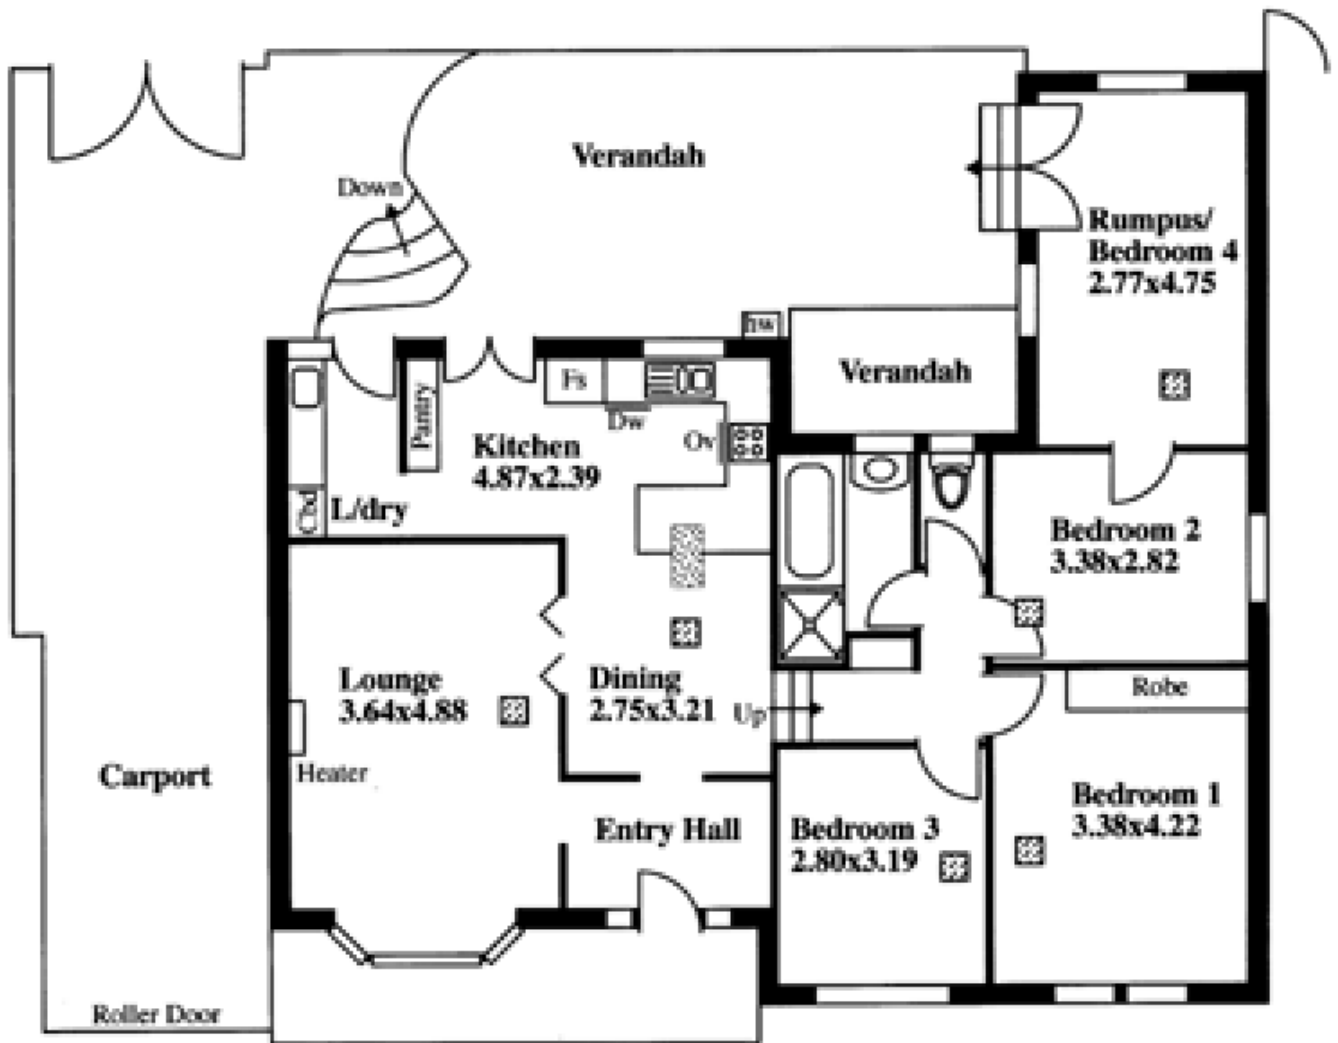 Verandah
Down
Rumpus/
Bedroom 4
2.77x4.75
hw
Verandah
Fs
Dw
Pantry
Ov
Kitchen
4.87x2.39
Cbd
L/dry
Bedroom 2
3.38x2.82
Lounge
3.64x4.88
Dining
2.75x3.21
Up
Robe
Carport
Heater
Entry Hall
Bedroom 3
2.80x3.19
Bedroom 1
3.38x4.22
Roller Door